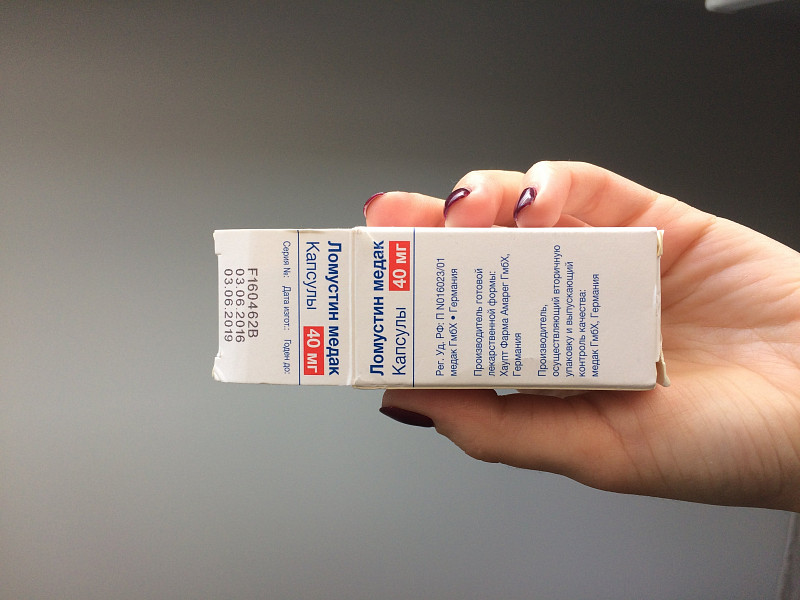 Ломустин медак
Капсулы 40 мг
Серия №: Дата изгот.: Годен до:
F160462B
03.06.2016
03.06.2019
Ломустин медак
Капсулы 40 мг
Рег. Уд. РФ: П N016023/01
медак ГмбХ • Германия
Производитель готовой
лекарственной формы:
Хаупт Фарма Амарег ГмбХ,
Германия
Производитель,
осуществляющий вторичную
упаковку и выпускающий
контроль качества:
медак ГмбХ, Германия